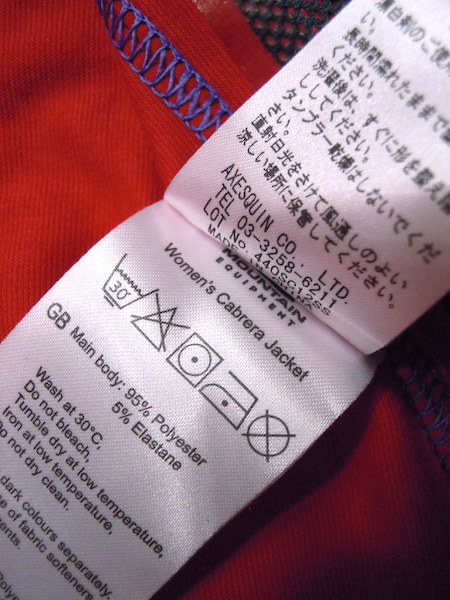 黒
長時間濡れたままで
ください。
洗濯後は、すぐに形を整え
ししてください。
タンブラー乾燥はしないでくだ
さい。
直射日光をさけて風通しのよい
涼しい場所に保管してください。
AXESQUIN CO., LTD.
TEL 03-3258-6211
LOT No.
MOUNTAIN
EQUIPMENT
Women's Cabrera Jacket
30°
GB Main body: 95% Polyester
5% Elastane
Wash at 30°C,
Do not bleach,
Tumble dry at low temperature,
Iron at low temperature,
Do not dry clean.
dark colours separately.
of fabric softeners